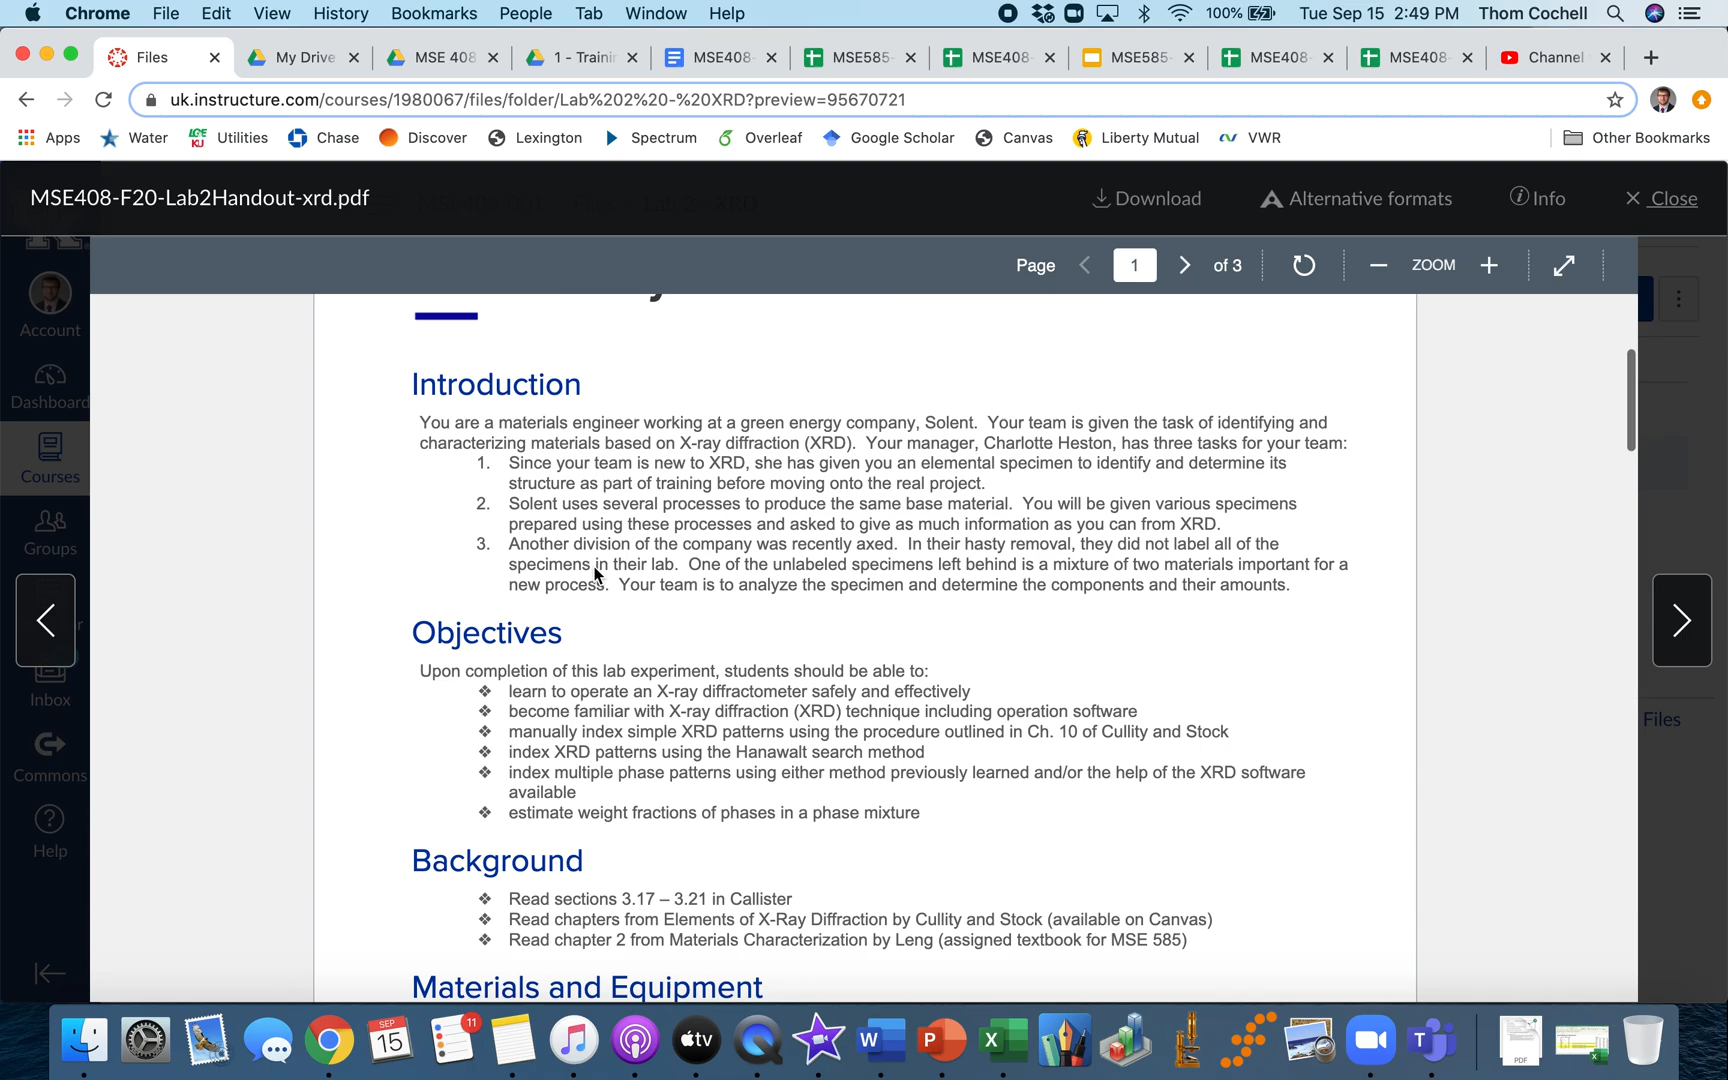 Chrome File Edit View History Bookmarks People Tab Window Help 100% Tue Sep 15 2:49 PM Thom Cochell
Files My Drive MSE 408 1 - Trainin MSE408- MSE585- MSE408- MSE585- MSE408- MSE408- Channel
uk.instructure.com/courses/1980067/files/folder/Lab%202%20-%20XRD?preview=95670721
Apps Water Utilities Chase Discover Lexington Spectrum Overleaf Google Scholar Canvas Liberty Mutual VWR Other Bookmarks
MSE408-F20-Lab2Handout-xrd.pdf Download Alternative formats Info Close
Page 1 of 3 ZOOM
Account
Dashboard
Courses
Groups
Inbox
Commons
Help
Files
Introduction
You are a materials engineer working at a green energy company, Solent. Your team is given the task of identifying and
characterizing materials based on X-ray diffraction (XRD). Your manager, Charlotte Heston, has three tasks for your team:
1. Since your team is new to XRD, she has given you an elemental specimen to identify and determine its
structure as part of training before moving onto the real project.
2. Solent uses several processes to produce the same base material. You will be given various specimens
prepared using these processes and asked to give as much information as you can from XRD.
3. Another division of the company was recently axed. In their hasty removal, they did not label all of the
specimens in their lab. One of the unlabeled specimens left behind is a mixture of two materials important for a
new process. Your team is to analyze the specimen and determine the components and their amounts.
Objectives
Upon completion of this lab experiment, students should be able to:
❖ learn to operate an X-ray diffractometer safely and effectively
❖ become familiar with X-ray diffraction (XRD) technique including operation software
❖ manually index simple XRD patterns using the procedure outlined in Ch. 10 of Cullity and Stock
❖ index XRD patterns using the Hanawalt search method
❖ index multiple phase patterns using either method previously learned and/or the help of the XRD software
available
❖ estimate weight fractions of phases in a phase mixture
Background
❖ Read sections 3.17 – 3.21 in Callister
❖ Read chapters from Elements of X-Ray Diffraction by Cullity and Stock (available on Canvas)
❖ Read chapter 2 from Materials Characterization by Leng (assigned textbook for MSE 585)
Materials and Equipment
SEP
15
11
tv
W
P
X
T
PDF